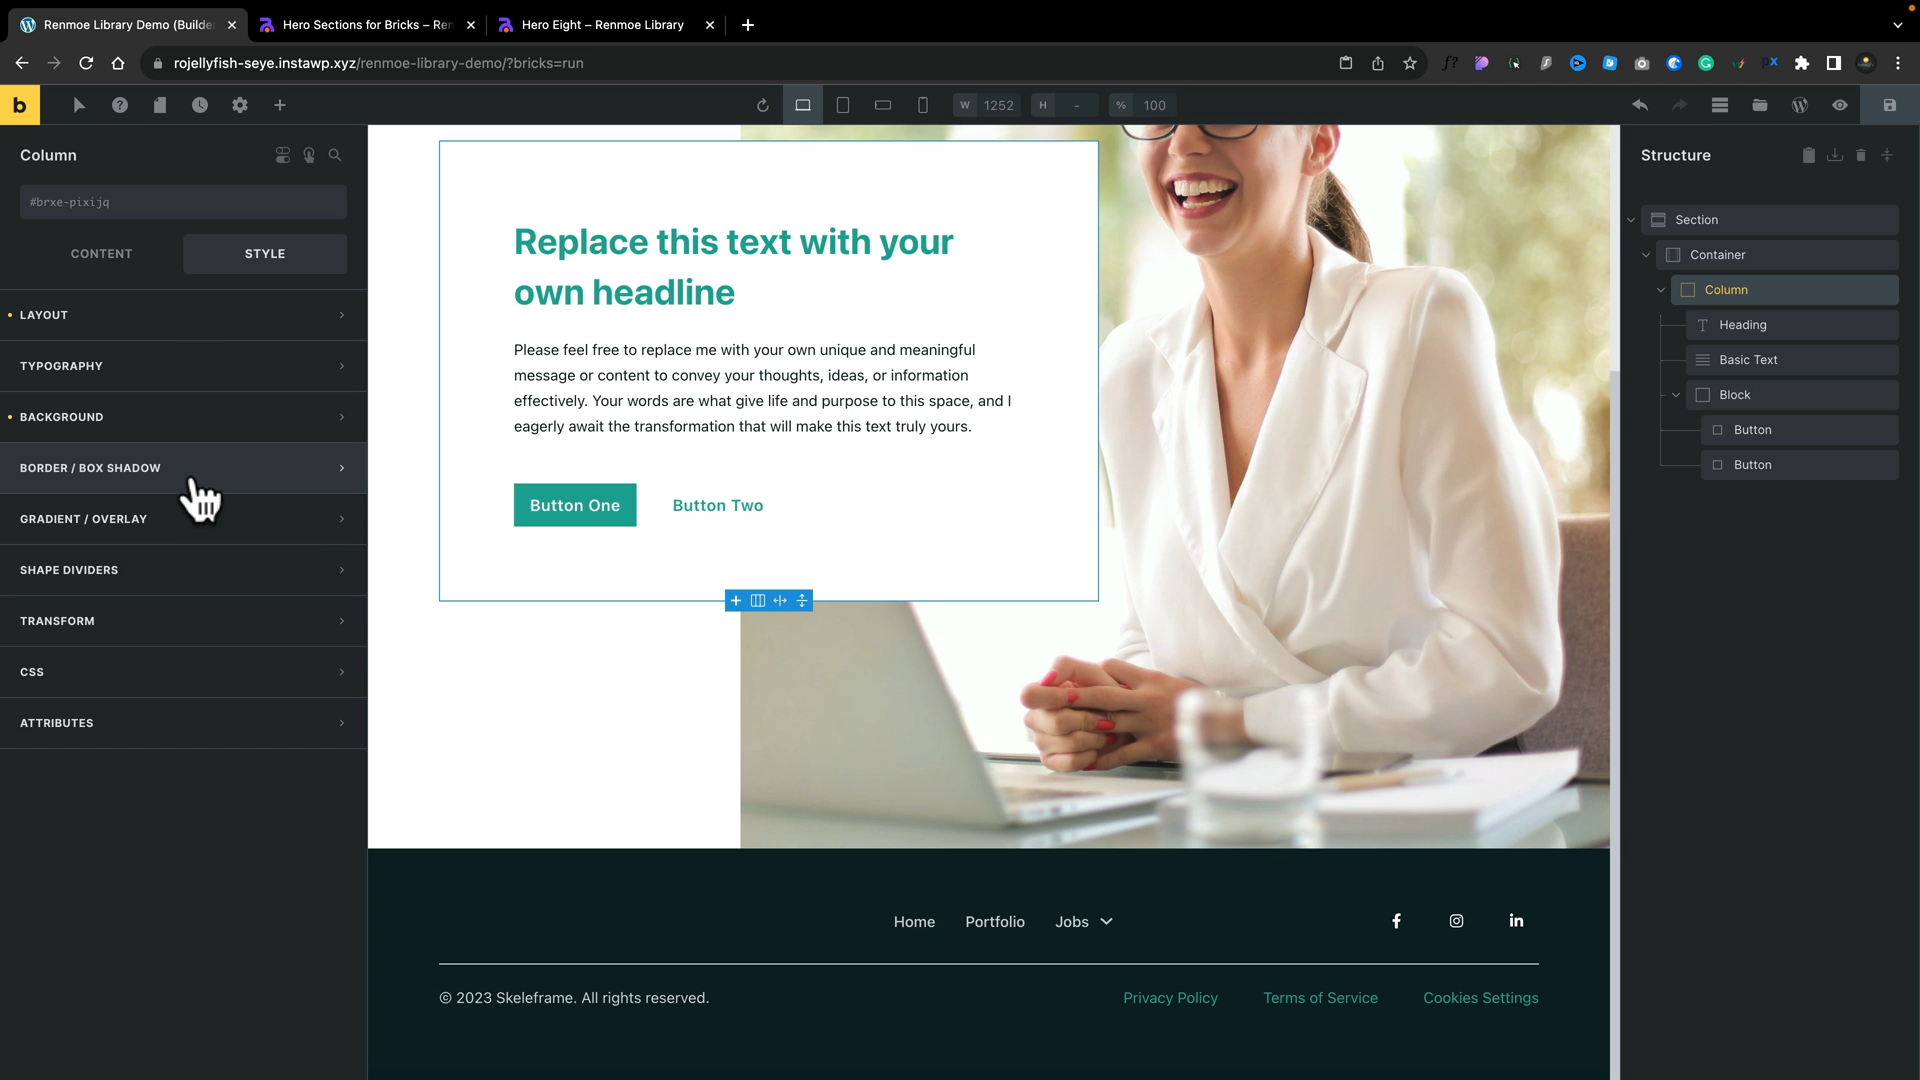 Renmoe Library Demo (Builde
Hero Sections for Bricks – Ren
Hero Eight – Renmoe Library
rojellyfish-seye.instawp.xyz/renmoe-library-demo/?bricks=run
b
W 1252
H -
% 100
Column
#brxe-pixijq
CONTENT
STYLE
LAYOUT
TYPOGRAPHY
BACKGROUND
BORDER / BOX SHADOW
GRADIENT / OVERLAY
SHAPE DIVIDERS
TRANSFORM
CSS
ATTRIBUTES
Replace this text with your
own headline
Please feel free to replace me with your own unique and meaningful
message or content to convey your thoughts, ideas, or information
effectively. Your words are what give life and purpose to this space, and I
eagerly await the transformation that will make this text truly yours.
Button One
Button Two
Home
Portfolio
Jobs
© 2023 Skeleframe. All rights reserved.
Privacy Policy
Terms of Service
Cookies Settings
Structure
Section
Container
Column
Heading
Basic Text
Block
Button
Button